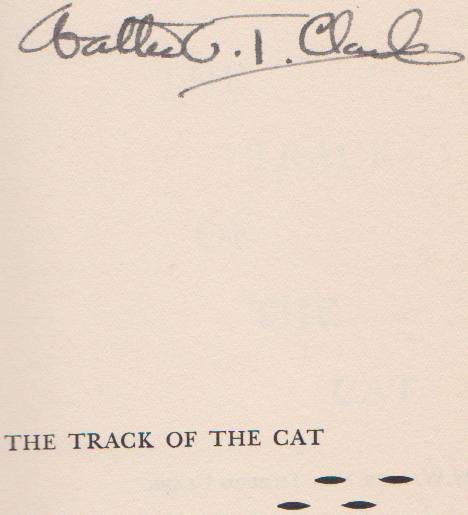 Walter V. T. Clark
THE TRACK OF THE CAT